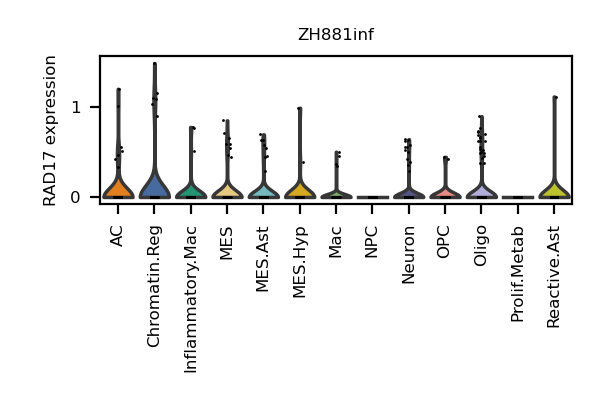 ZH881inf
RAD17 expression
1
0
AC
Chromatin.Reg
Inflammatory.Mac
MES
MES.Ast
MES.Hyp
Mac
NPC
Neuron
OPC
Oligo
Prolif.Metab
Reactive.Ast